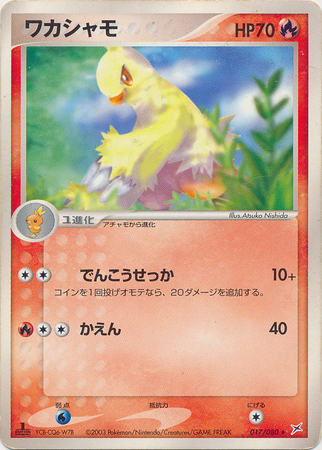 ワカシャモ HP70
Illus.Atsuko Nishida
1進化
アチャモから進化
でんこうせっか 10+
コインを1回投げオモテなら、20ダメージを追加する。
かえん 40
弱点 抵抗力 にげる
1
©2003 Pokémon/Nintendo/Creatures/GAME FREAK 017/080